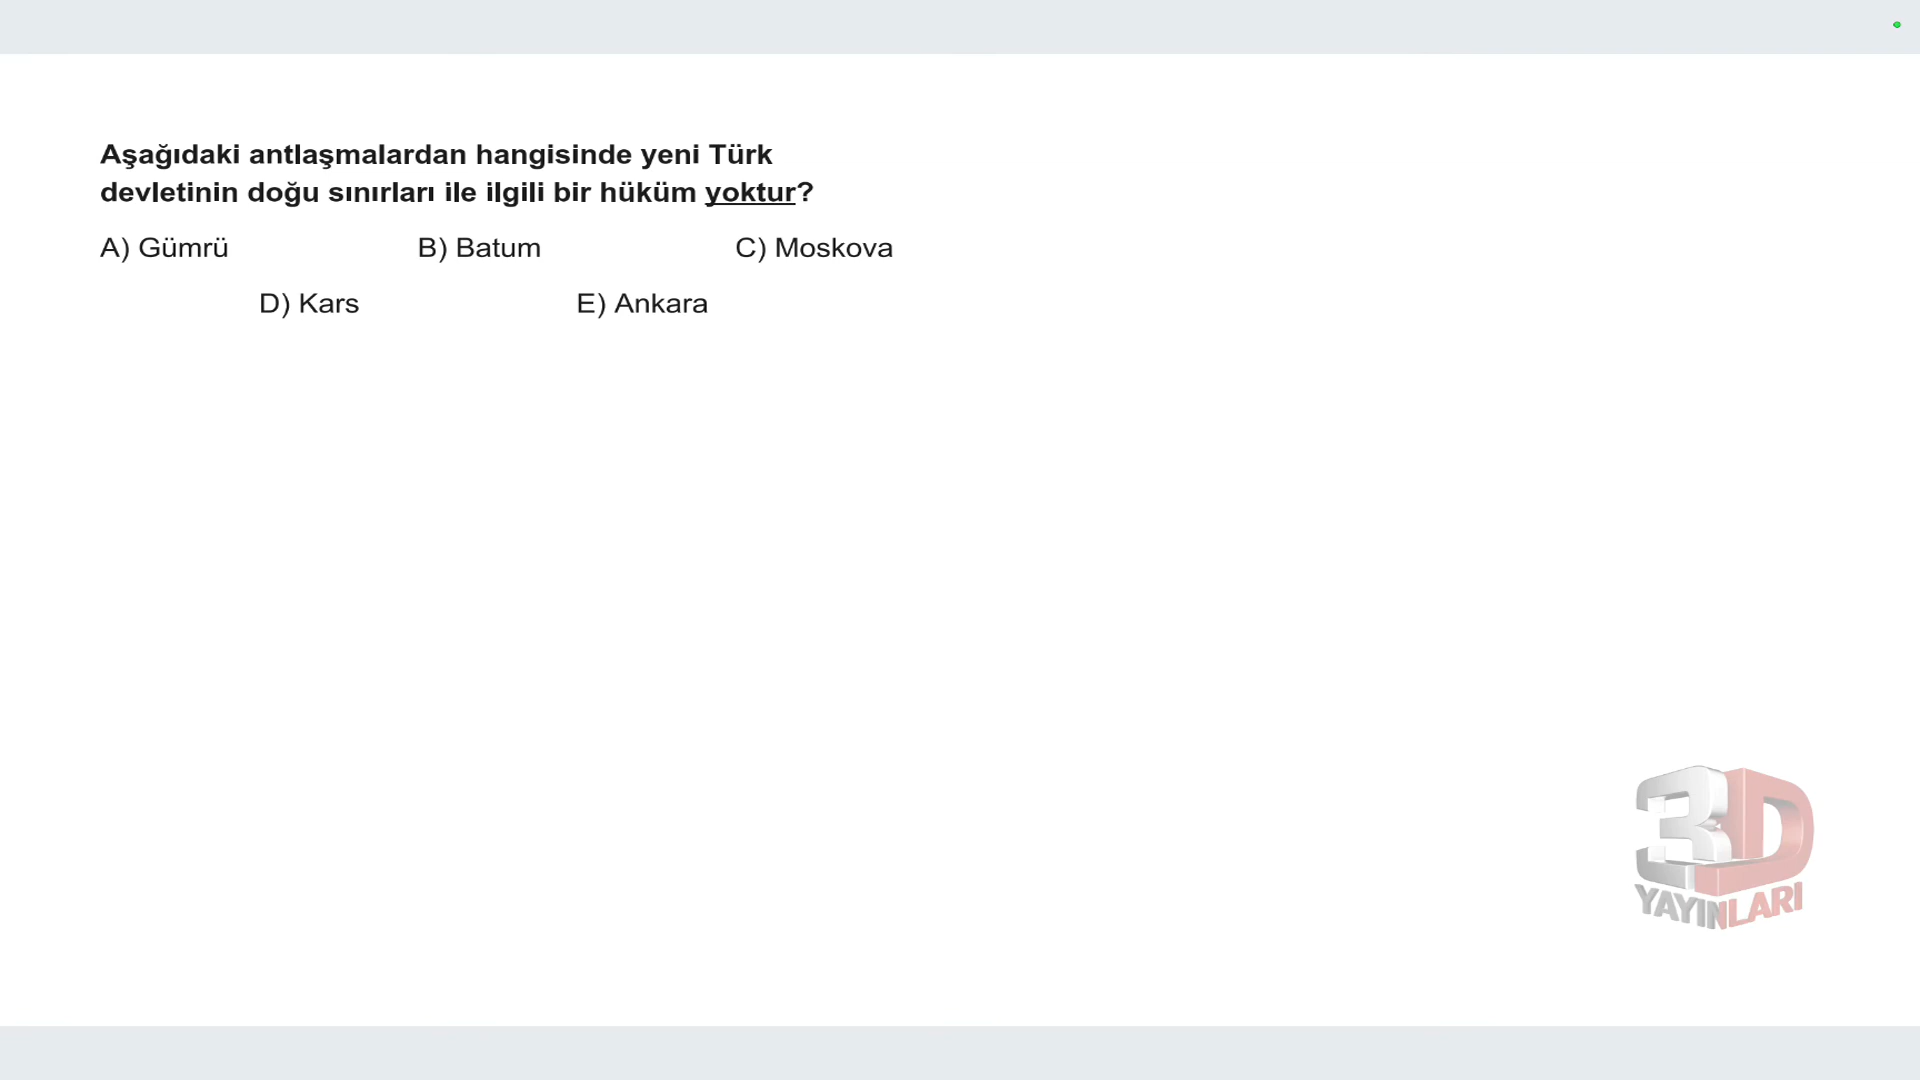 Aşağıdaki antlaşmalardan hangisinde yeni Türk
devletinin doğu sınırları ile ilgili bir hüküm yoktur?
A) Gümrü B) Batum C) Moskova
D) Kars E) Ankara
3D
YAYINLARI